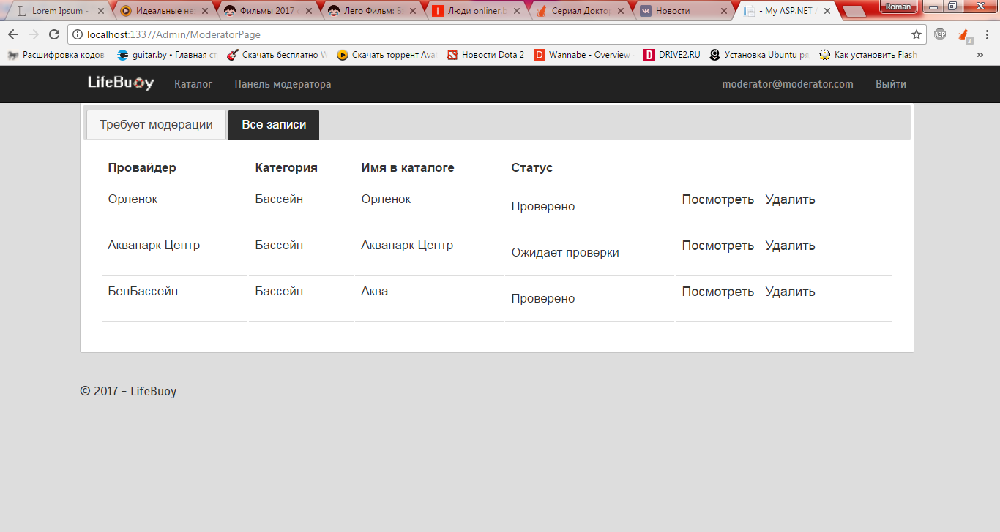 Lorem Ipsum -
Идеальные не
Фильмы 2017
Лего Фильм: Б
Люди onliner.b
Сериал Доктор
Новости
- My ASP.NET
Roman
localhost:1337/Admin/ModeratorPage
ABP
3
Расшифровка кодов
guitar.by • Главная ст
Скачать бесплатно
Скачать торрент Ava
Новости Dota 2
Wannabe - Overview
DRIVE2.RU
Установка Ubuntu ря
Как установить Flash
»
LifeBuoy
Каталог
Панель модератора
moderator@moderator.com
Выйти
Требует модерации
Все записи
Провайдер Категория Имя в каталоге Статус
Орленок Бассейн Орленок Проверено Посмотреть Удалить
Аквапарк Центр Бассейн Аквапарк Центр Ожидает проверки Посмотреть Удалить
БелБассейн Бассейн Аква Проверено Посмотреть Удалить
© 2017 - LifeBuoy